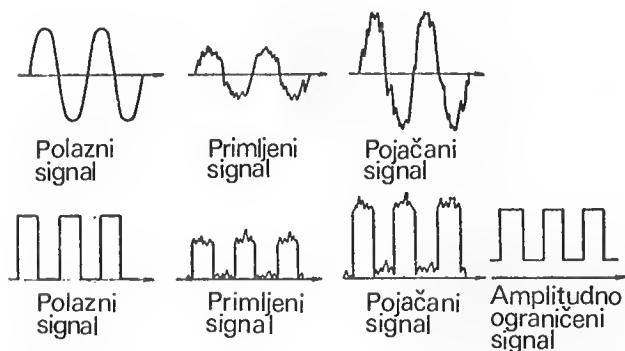 Polazni
signal
Primljeni
signal
Pojačani
signal
Polazni
signal
Primljeni
signal
Pojačani
signal
Amplitudno
ograničeni
signal